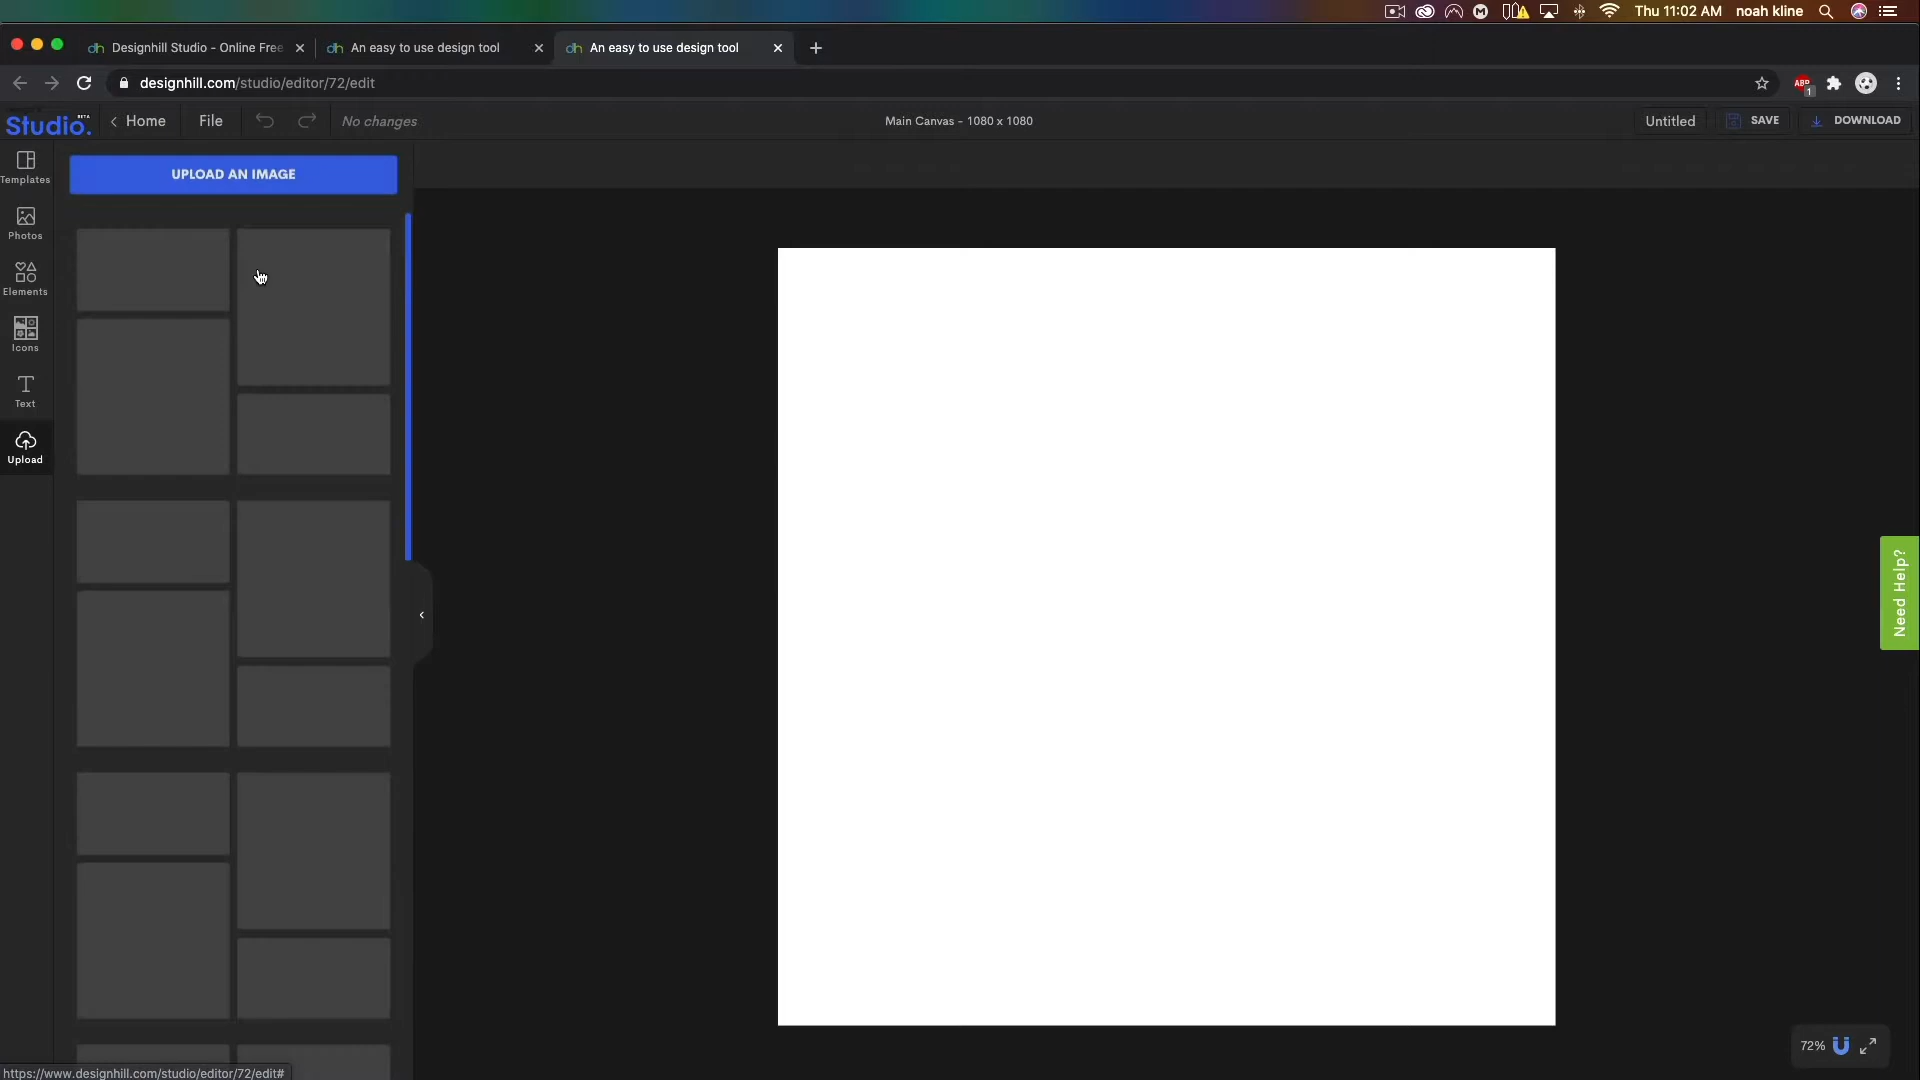 Thu 11:02 AM noah kline
Designhill Studio - Online Free
An easy to use design tool
An easy to use design tool
designhill.com/studio/editor/72/edit
ABP
1
Studio.
BETA
Home
File
No changes
Main Canvas - 1080 x 1080
Untitled
SAVE
DOWNLOAD
Templates
UPLOAD AN IMAGE
Photos
Elements
Icons
Text
Upload
Need Help?
72%
https://www.designhill.com/studio/editor/72/edit#